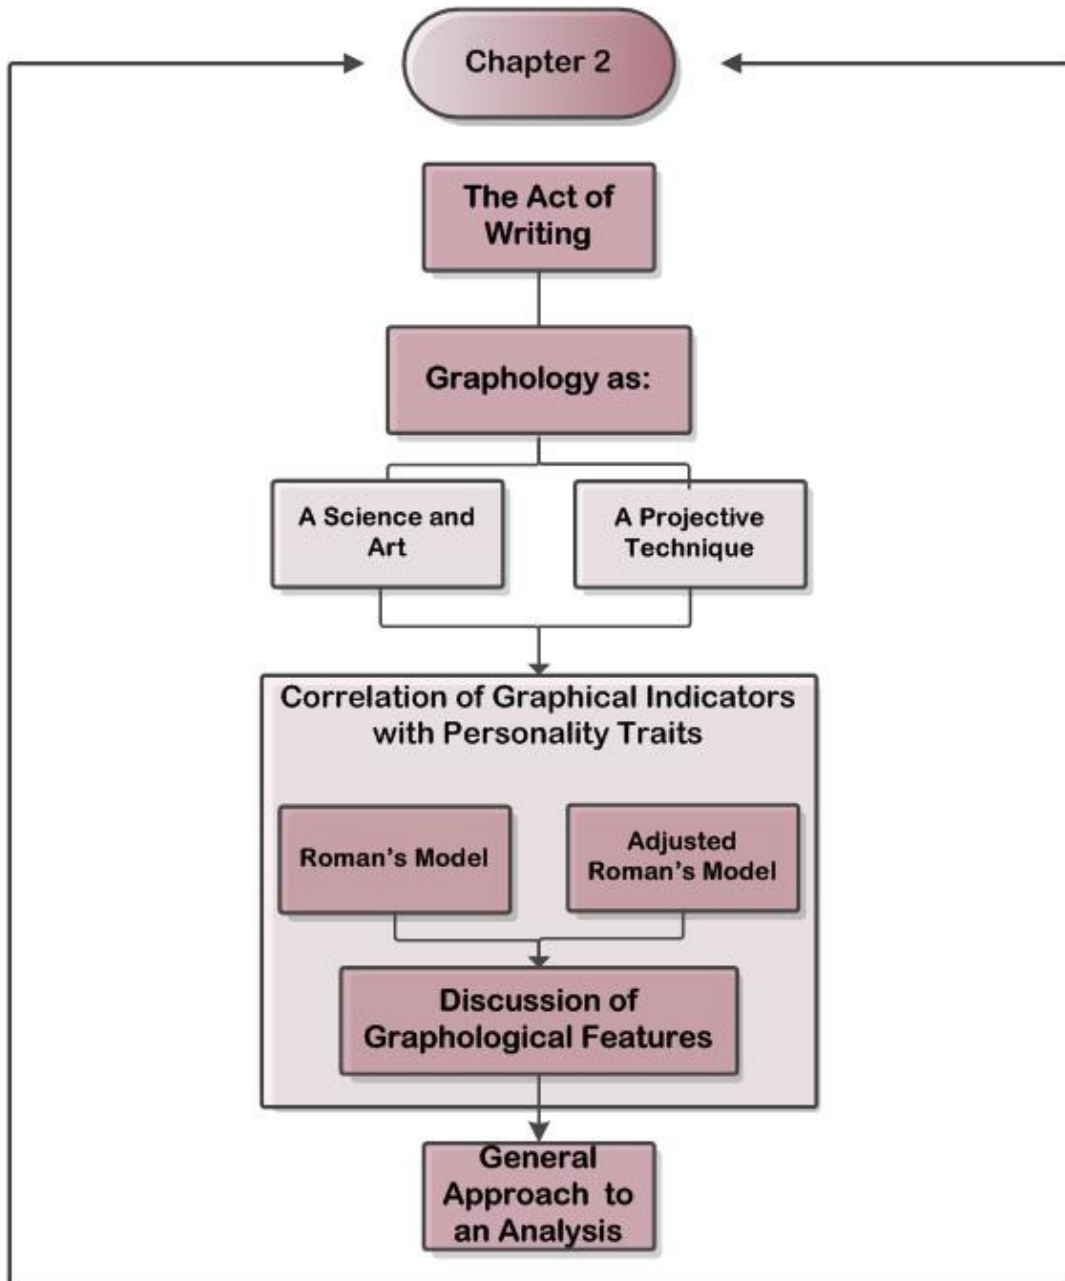 Chapter 2
The Act of
Writing
Graphology as:
A Science and
Art
A Projective
Technique
Correlation of Graphical Indicators
with Personality Traits
Roman's Model
Adjusted
Roman's Model
Discussion of
Graphological Features
General
Approach to
an Analysis